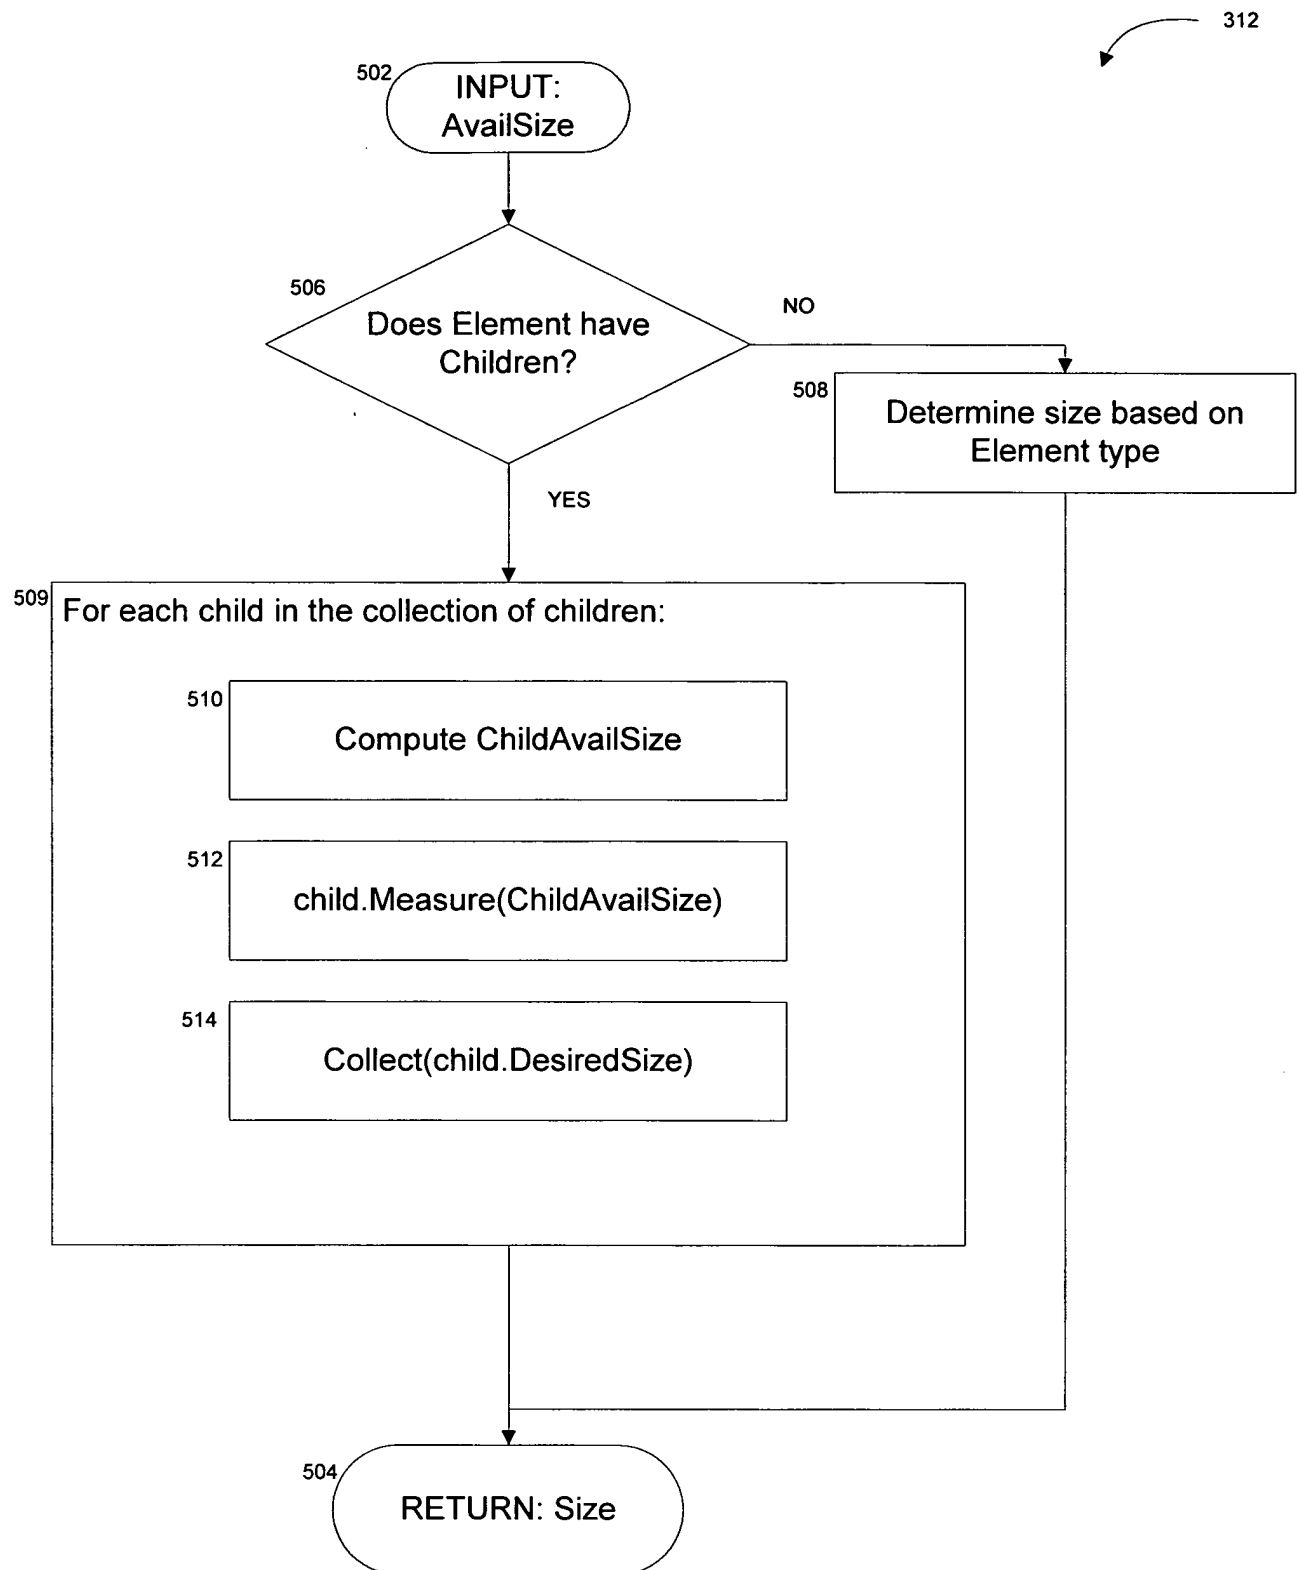 312
502
INPUT:
AvailSize
506
Does Element have
Children?
NO
508
Determine size based on
Element type
YES
509
For each child in the collection of children:
510
Compute ChildAvailSize
512
child.Measure(ChildAvailSize)
514
Collect(child.DesiredSize)
504
RETURN: Size